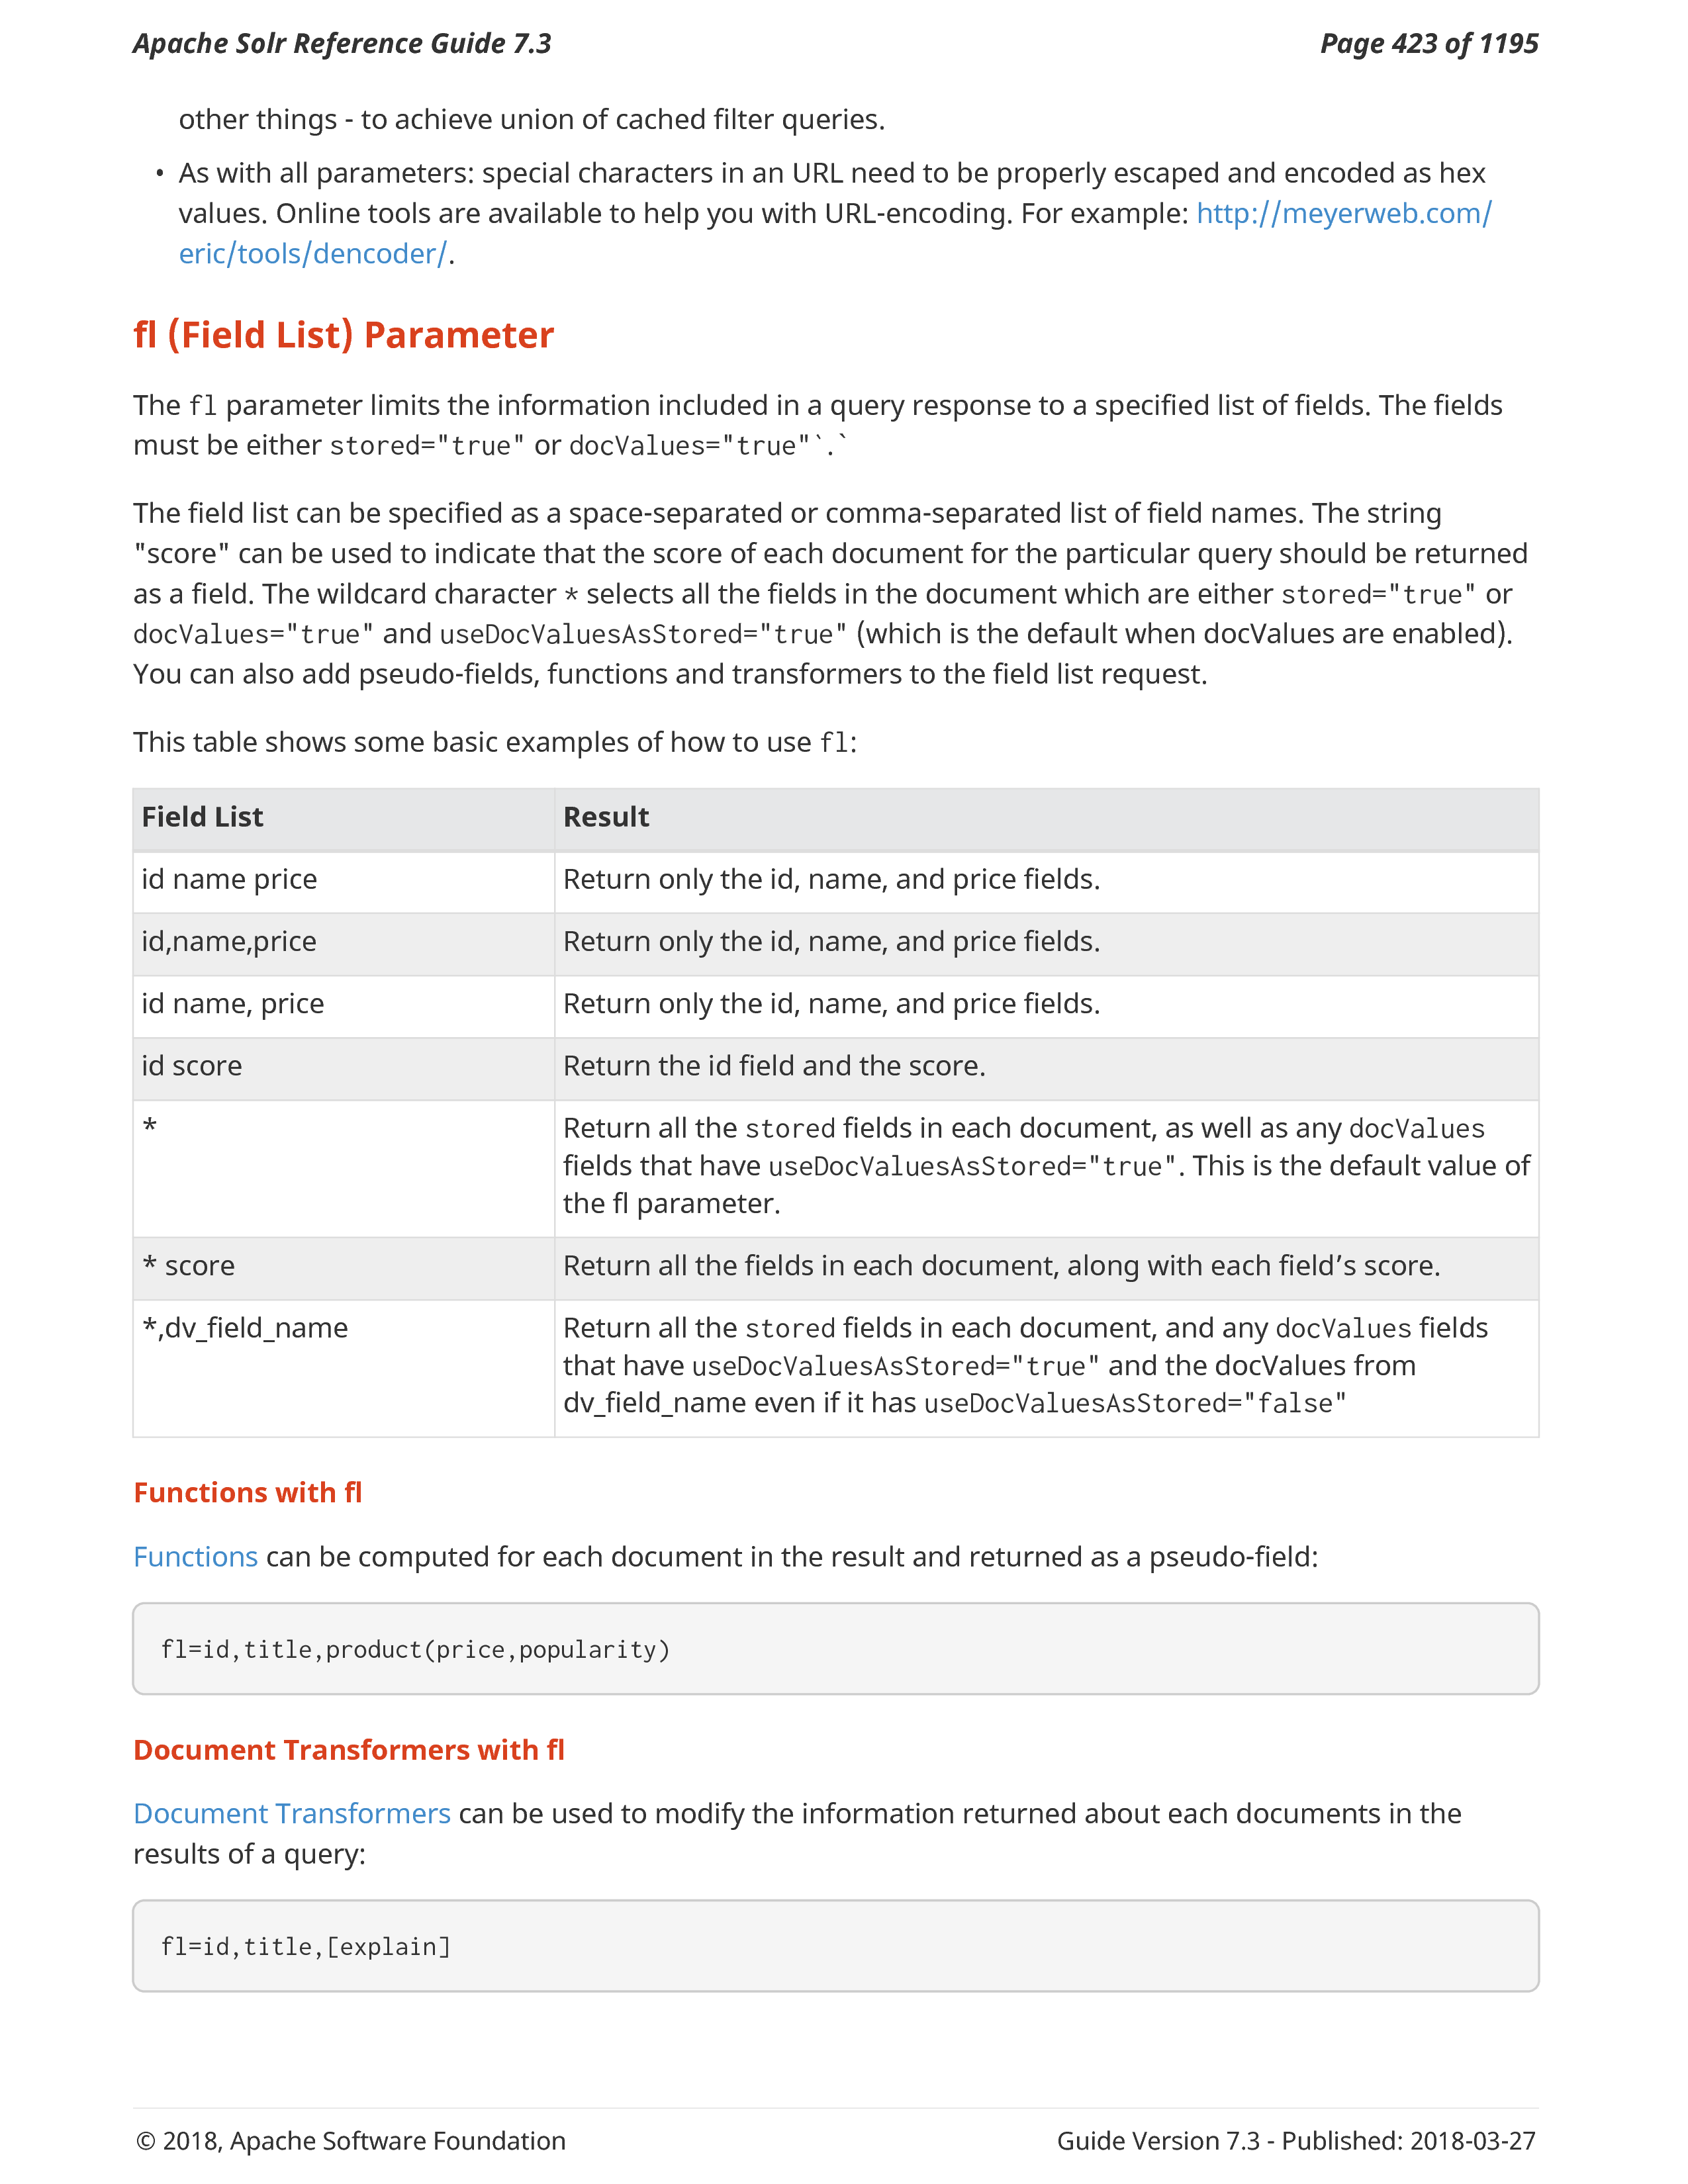 Apache Solr Reference Guide 7.3 Page 423 of 1195
other things - to achieve union of cached filter queries.
• As with all parameters: special characters in an URL need to be properly escaped and encoded as hex
values. Online tools are available to help you with URL-encoding. For example: http://meyerweb.com/
eric/tools/dencoder/.
fl (Field List) Parameter
The fl parameter limits the information included in a query response to a specified list of fields. The fields
must be either stored="true" or docValues="true"`.`
The field list can be specified as a space-separated or comma-separated list of field names. The string
"score" can be used to indicate that the score of each document for the particular query should be returned
as a field. The wildcard character * selects all the fields in the document which are either stored="true" or
docValues="true" and useDocValuesAsStored="true" (which is the default when docValues are enabled).
You can also add pseudo-fields, functions and transformers to the field list request.
This table shows some basic examples of how to use fl:
Field List Result
id name price Return only the id, name, and price fields.
id,name,price Return only the id, name, and price fields.
id name, price Return only the id, name, and price fields.
id score Return the id field and the score.
* Return all the stored fields in each document, as well as any docValues
fields that have useDocValuesAsStored="true". This is the default value of
the fl parameter.
* score Return all the fields in each document, along with each field’s score.
*,dv_field_name Return all the stored fields in each document, and any docValues fields
that have useDocValuesAsStored="true" and the docValues from
dv_field_name even if it has useDocValuesAsStored="false"
Functions with fl
Functions can be computed for each document in the result and returned as a pseudo-field:
fl=id,title,product(price,popularity)
Document Transformers with fl
Document Transformers can be used to modify the information returned about each documents in the
results of a query:
fl=id,title,[explain]
© 2018, Apache Software Foundation Guide Version 7.3 - Published: 2018-03-27